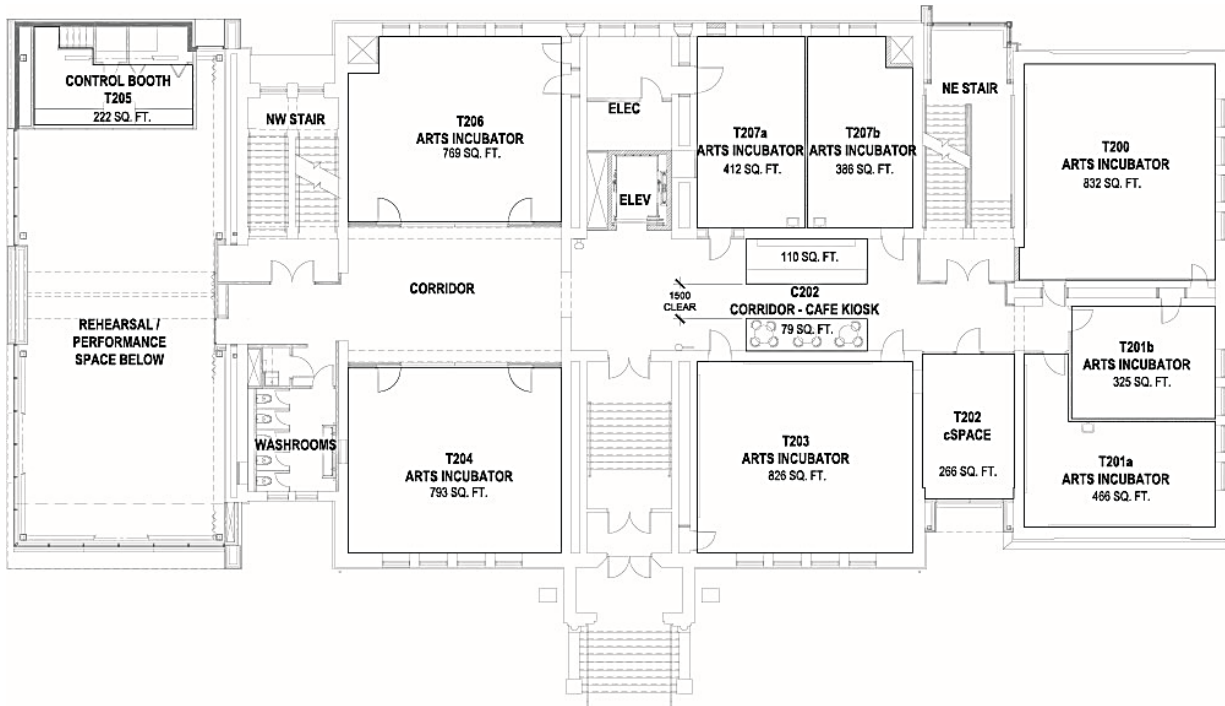 CONTROL BOOTH
T205
222 SQ. FT.
NW STAIR
T206
ARTS INCUBATOR
769 SQ. FT.
ELEC
ELEV
T207a
ARTS INCUBATOR
412 SQ. FT.
T207b
ARTS INCUBATOR
386 SQ. FT.
NE STAIR
T200
ARTS INCUBATOR
832 SQ. FT.
REHEARSAL /
PERFORMANCE
SPACE BELOW
CORRIDOR
1500
CLEAR
110 SQ. FT.
C202
CORRIDOR - CAFE KIOSK
79 SQ. FT.
T201b
ARTS INCUBATOR
325 SQ. FT.
WASHROOMS
T204
ARTS INCUBATOR
793 SQ. FT.
T203
ARTS INCUBATOR
826 SQ. FT.
T202
cSPACE
266 SQ. FT.
T201a
ARTS INCUBATOR
466 SQ. FT.